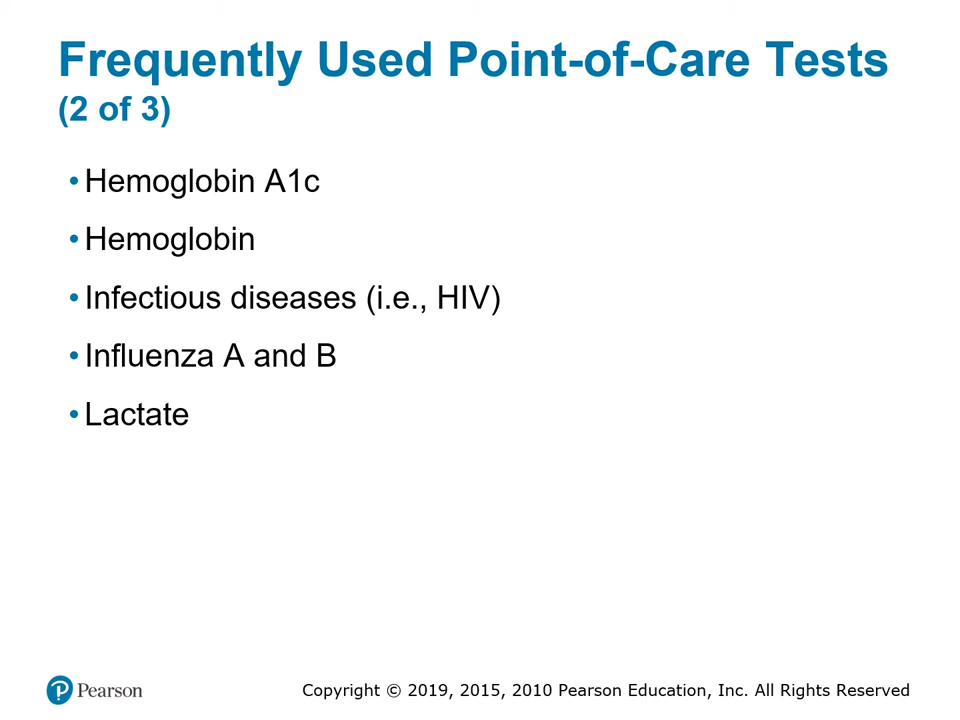 Frequently Used Point-of-Care Tests
(2 of 3)
• Hemoglobin A1c
• Hemoglobin
• Infectious diseases (i.e., HIV)
• Influenza A and B
• Lactate
Pearson
Copyright © 2019, 2015, 2010 Pearson Education, Inc. All Rights Reserved